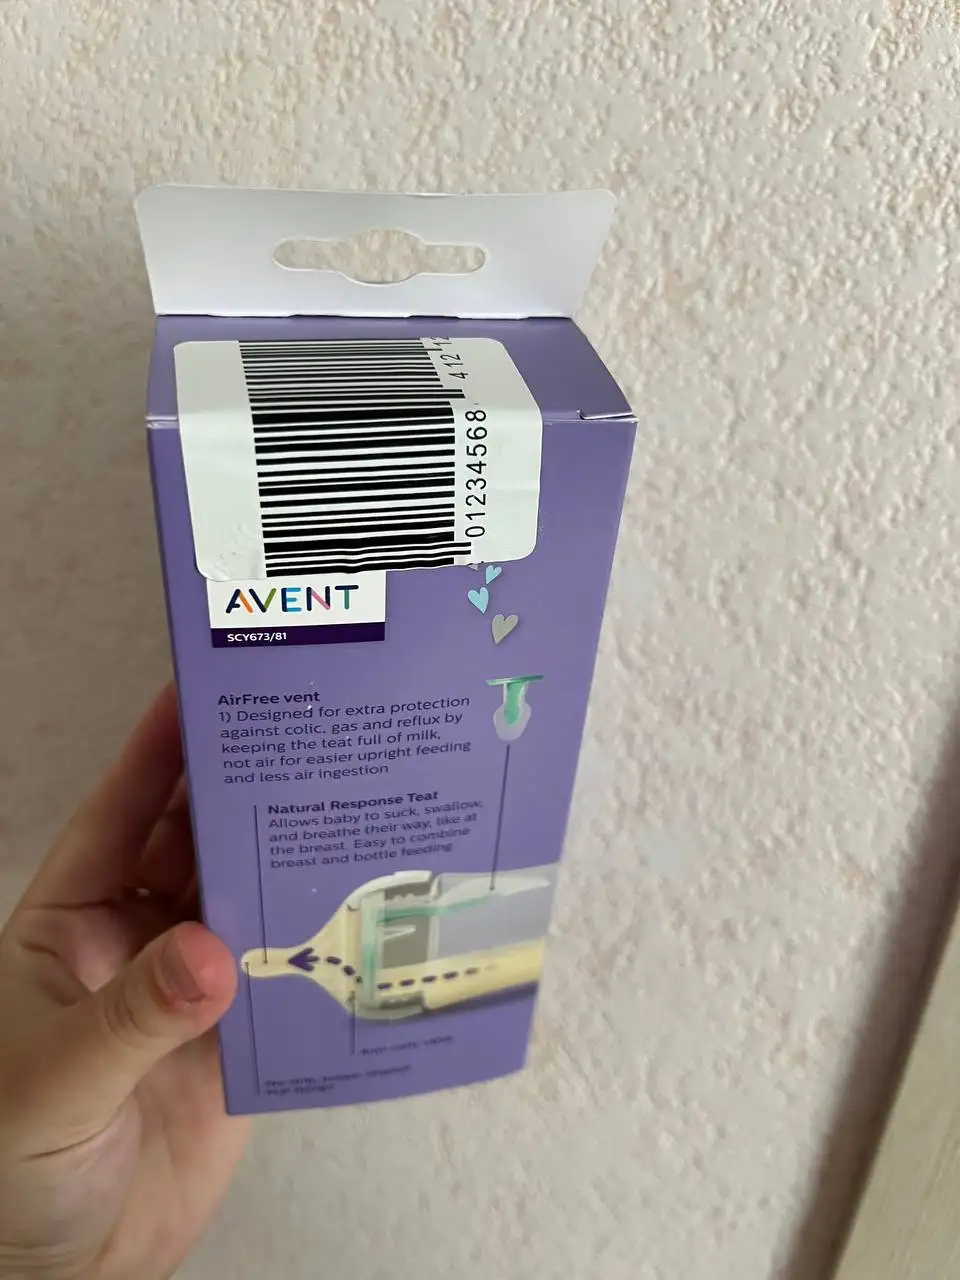 412 12
01234568
AVENT
SCY673/81
AirFree vent
1) Designed for extra protection
against colic, gas and reflux by
keeping the teat full of milk,
not air for easier upright feeding
and less air ingestion
Natural Response Teat
Allows baby to suck, swallow,
and breathe their way, like at
the breast. Easy to combine
breast and bottle feeding